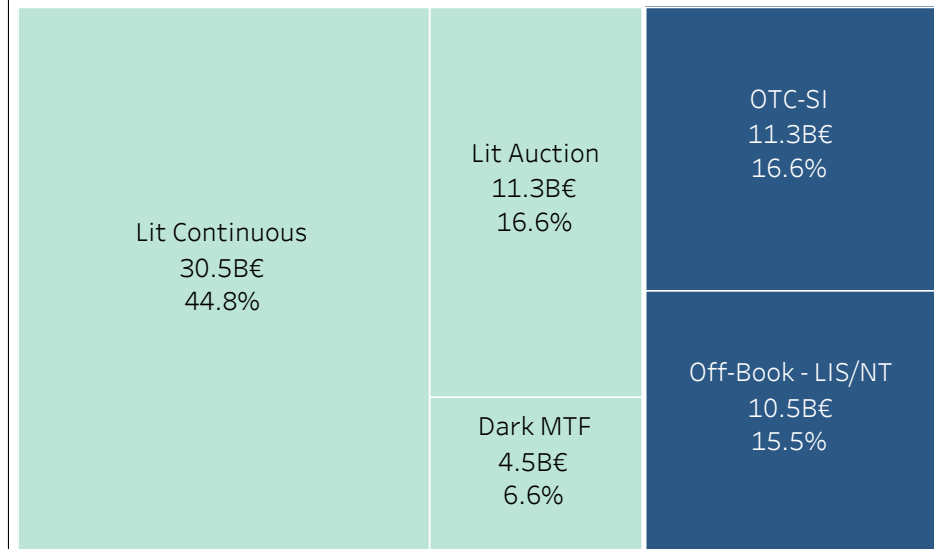 Lit Continuous
30.5B€
44.8%
Lit Auction
11.3B€
16.6%
Dark MTF
4.5B€
6.6%
OTC-SI
11.3B€
16.6%
Off-Book - LIS/NT
10.5B€
15.5%